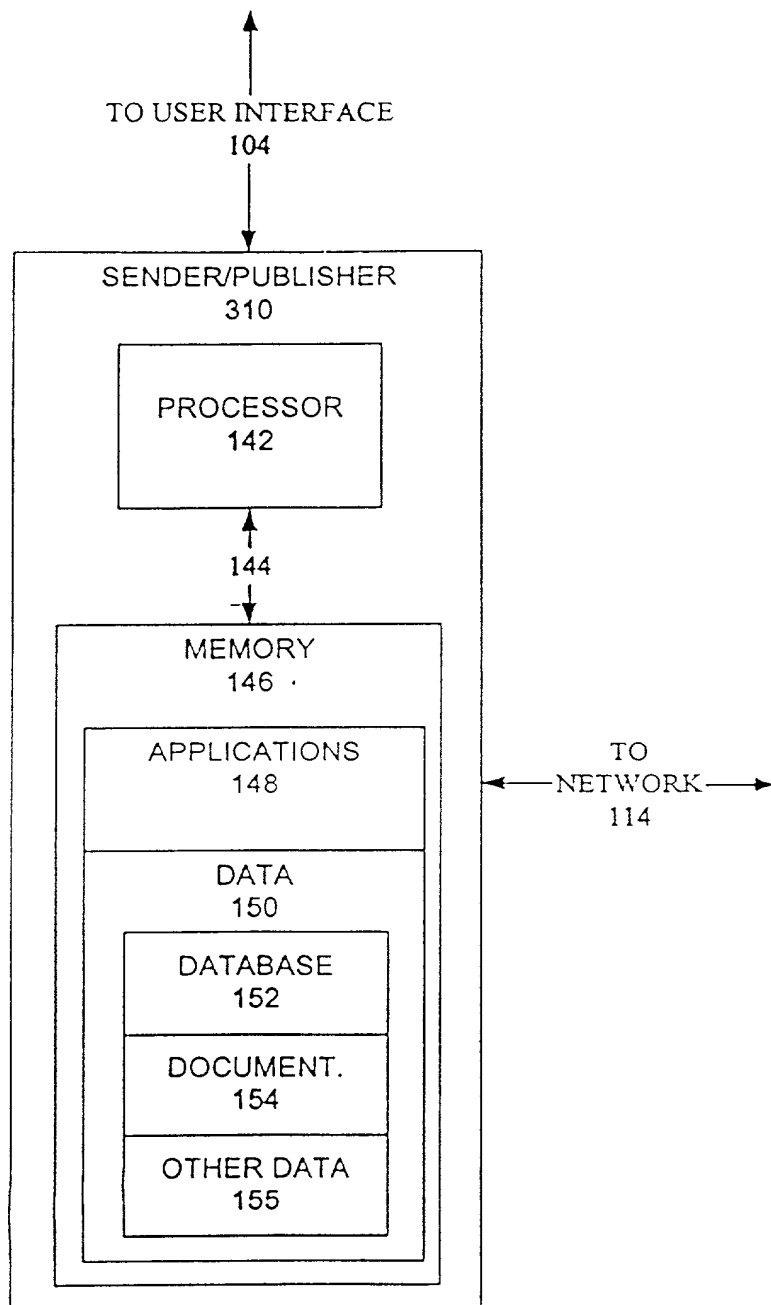 TO USER INTERFACE
104
SENDER/PUBLISHER
310
PROCESSOR
142
144
MEMORY
146
APPLICATIONS
148
TO
NETWORK
114
DATA
150
DATABASE
152
DOCUMENT.
154
OTHER DATA
155